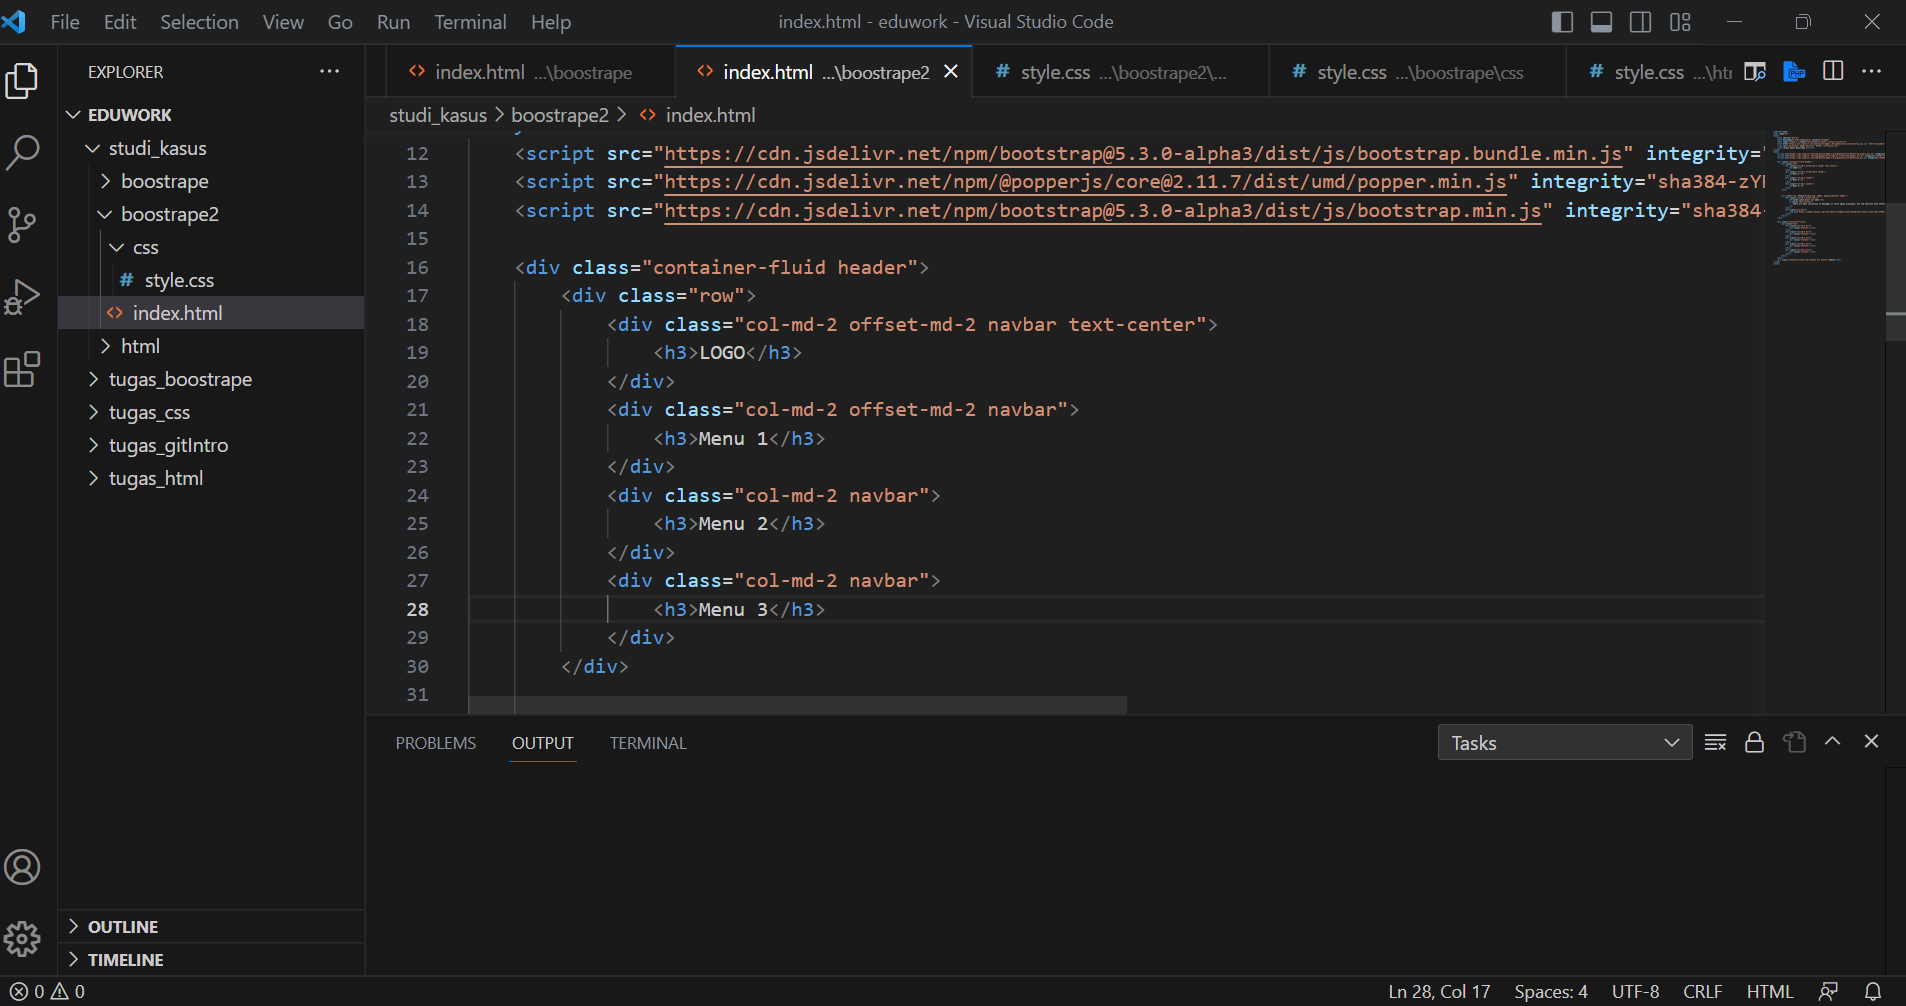 File Edit Selection View Go Run Terminal Help
index.html - eduwork - Visual Studio Code
EXPLORER
EDUWORK
studi_kasus
boostrape
boostrape2
css
# style.css
<> index.html
html
tugas_boostrape
tugas_css
tugas_gitIntro
tugas_html
OUTLINE
TIMELINE
<> index.html ...\boostrape
<> index.html ...\boostrape2
# style.css ...\boostrape2\...
# style.css ...\boostrape\css
# style.css ...\htr
studi_kasus > boostrape2 > <> index.html
12 <script src="https://cdn.jsdelivr.net/npm/bootstrap@5.3.0-alpha3/dist/js/bootstrap.bundle.min.js" integrity="
13 <script src="https://cdn.jsdelivr.net/npm/@popperjs/core@2.11.7/dist/umd/popper.min.js" integrity="sha384-zY
14 <script src="https://cdn.jsdelivr.net/npm/bootstrap@5.3.0-alpha3/dist/js/bootstrap.min.js" integrity="sha384-
15
16 <div class="container-fluid header">
17 <div class="row">
18 <div class="col-md-2 offset-md-2 navbar text-center">
19 <h3>LOGO</h3>
20 </div>
21 <div class="col-md-2 offset-md-2 navbar">
22 <h3>Menu 1</h3>
23 </div>
24 <div class="col-md-2 navbar">
25 <h3>Menu 2</h3>
26 </div>
27 <div class="col-md-2 navbar">
28 <h3>Menu 3</h3>
29 </div>
30 </div>
31
PROBLEMS OUTPUT TERMINAL
Tasks
0 0
Ln 28, Col 17 Spaces: 4 UTF-8 CRLF HTML